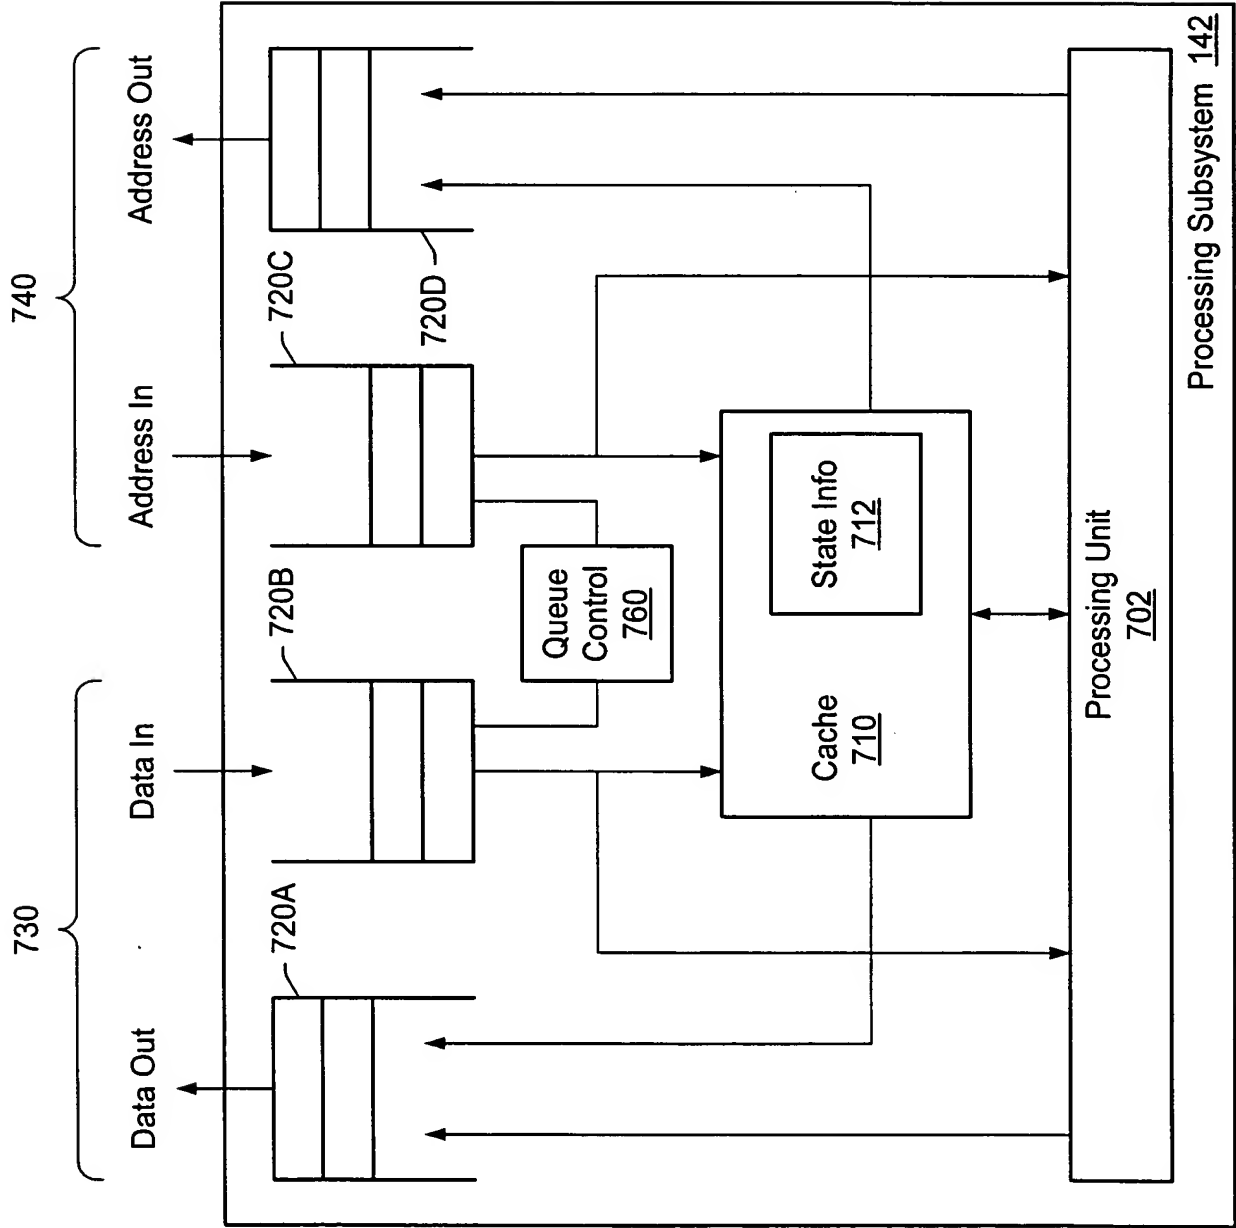 730
740
Data Out
Data In
Address In
Address Out
720A
720B
720C
720D
Queue
Control
760
Cache
710
State Info
712
Processing Unit
702
Processing Subsystem 142